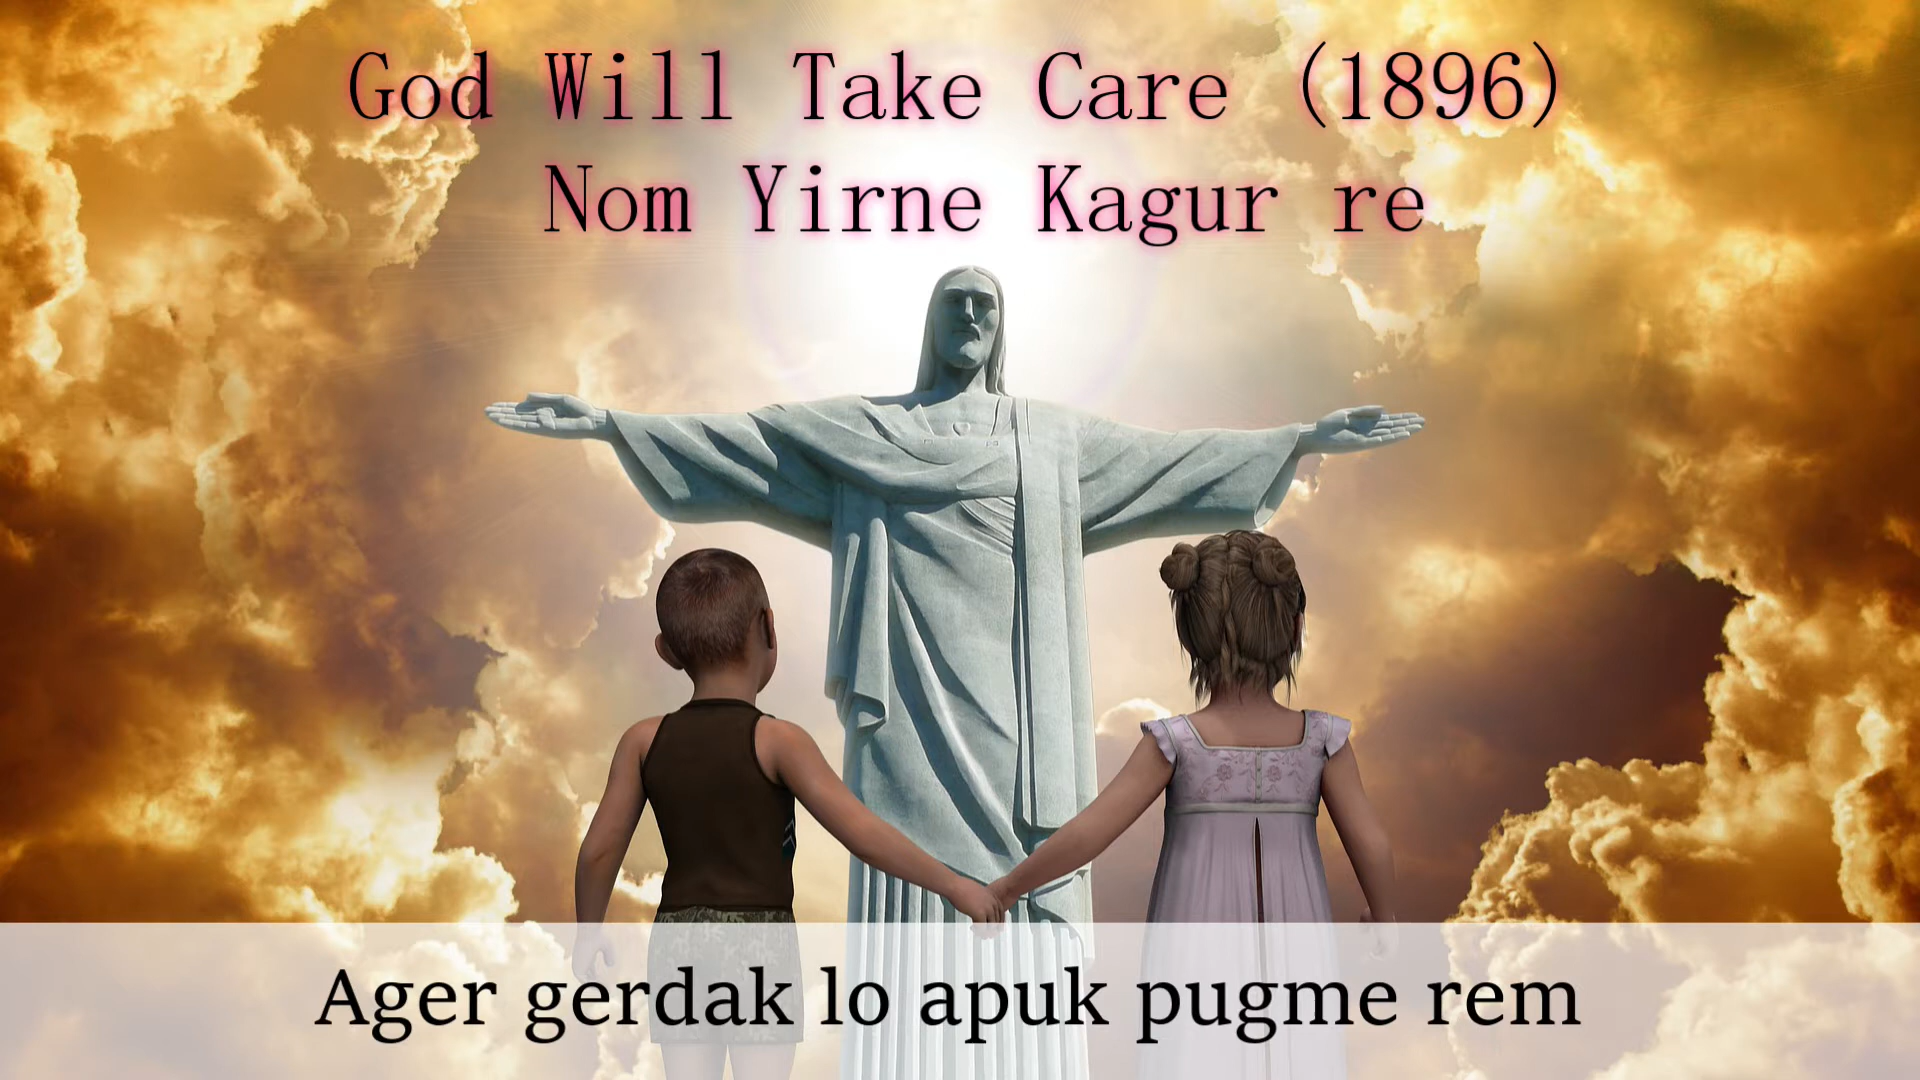 God Will Take Care (1896)
Nom Yirne Kagur re
Ager gerdak lo apuk pugme rem